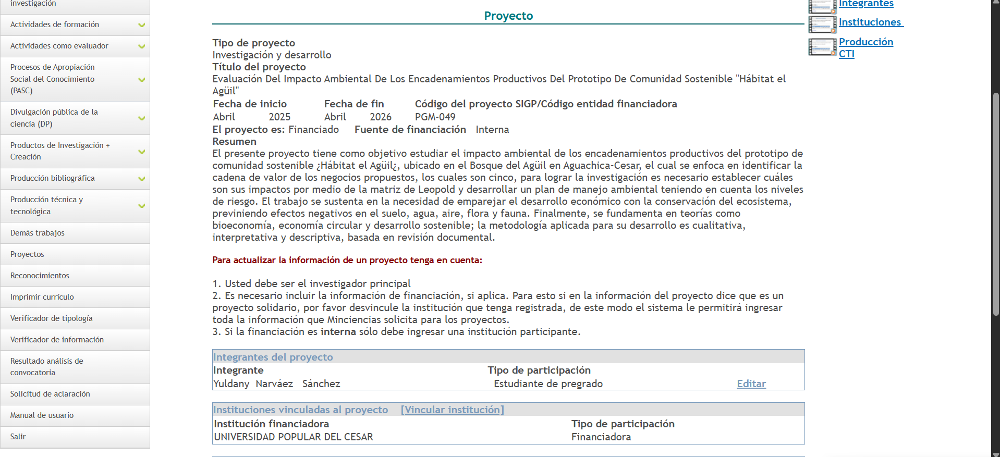 investigación
Actividades de formación
Actividades como evaluador
Procesos de Apropiación
Social del Conocimiento
(PASC)
Divulgación pública de la
ciencia (DP)
Productos de Investigación +
Creación
Producción bibliográfica
Producción técnica y
tecnológica
Demás trabajos
Proyectos
Reconocimientos
Imprimir currículo
Verificador de tipología
Verificador de información
Resultado análisis de
convocatoria
Solicitud de aclaración
Manual de usuario
Salir
Proyecto
Tipo de proyecto
Investigación y desarrollo
Título del proyecto
Evaluación Del Impacto Ambiental De Los Encadenamientos Productivos Del Prototipo De Comunidad Sostenible "Hábitat el
Agüil"
Fecha de inicio Fecha de fin Código del proyecto SIGP/Código entidad financiadora
Abril 2025 Abril 2026 PGM-049
El proyecto es: Financiado Fuente de financiación Interna
Resumen
El presente proyecto tiene como objetivo estudiar el impacto ambiental de los encadenamientos productivos del prototipo de
comunidad sostenible ¿Hábitat el Agüil¿, ubicado en el Bosque del Agüil en Aguachica-Cesar, el cual se enfoca en identificar la
cadena de valor de los negocios propuestos, los cuales son cinco, para lograr la investigación es necesario establecer cuáles
son sus impactos por medio de la matriz de Leopold y desarrollar un plan de manejo ambiental teniendo en cuenta los niveles
de riesgo. El trabajo se sustenta en la necesidad de emparejar el desarrollo económico con la conservación del ecosistema,
previniendo efectos negativos en el suelo, agua, aire, flora y fauna. Finalmente, se fundamenta en teorías como
bioeconomía, economía circular y desarrollo sostenible; la metodología aplicada para su desarrollo es cualitativa,
interpretativa y descriptiva, basada en revisión documental.
Para actualizar la información de un proyecto tenga en cuenta:
1. Usted debe ser el investigador principal
2. Es necesario incluir la información de financiación, si aplica. Para esto si en la información del proyecto dice que es un
proyecto solidario, por favor desvincule la institución que tenga registrada, de este modo el sistema le permitirá ingresar
toda la información que Minciencias solicita para los proyectos.
3. Si la financiación es interna sólo debe ingresar una institución participante.
Integrantes del proyecto
Integrante Tipo de participación
Yuldany Narváez Sánchez Estudiante de pregrado Editar
Instituciones vinculadas al proyecto [Vincular institución]
Institución financiadora Tipo de participación
UNIVERSIDAD POPULAR DEL CESAR Financiadora
Integrantes
Instituciones
Producción
CTI